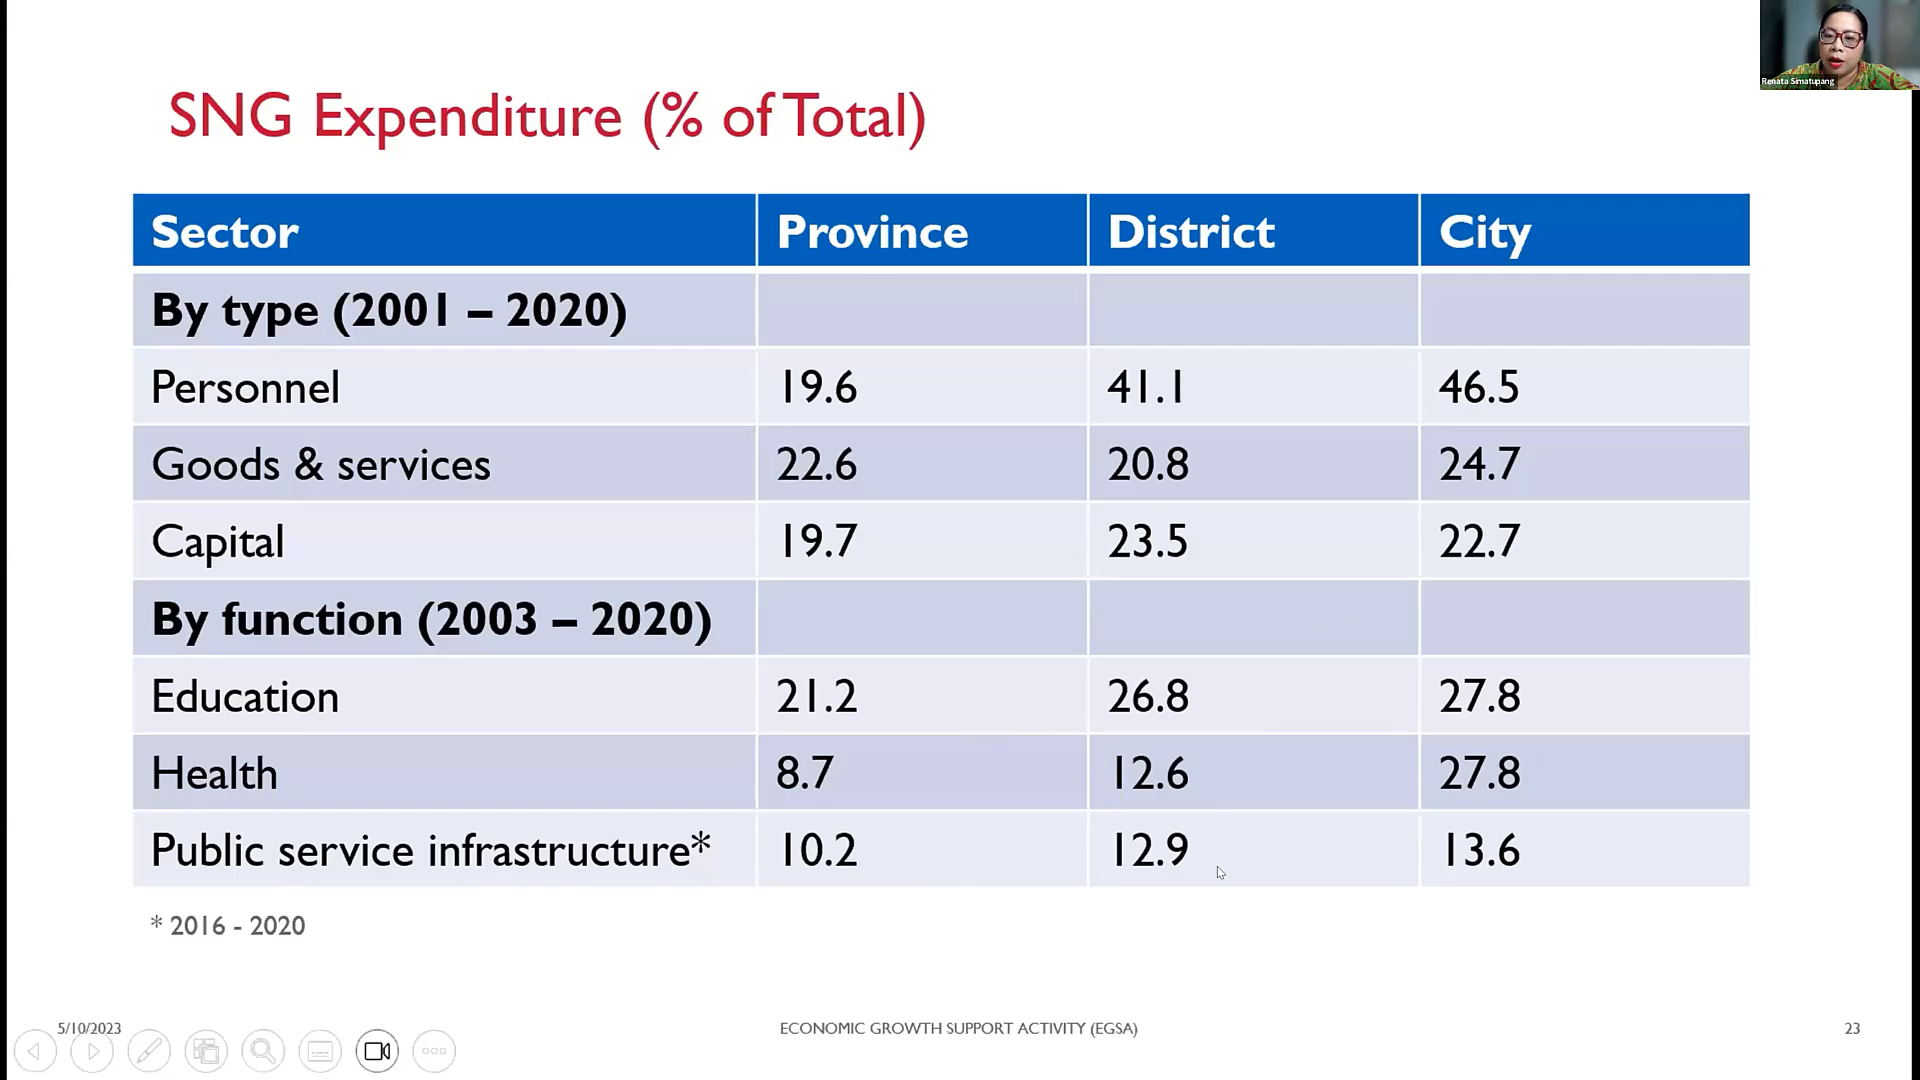 Renata Simatupang
SNG Expenditure (% of Total)
Sector Province District City
By type (2001 – 2020)
Personnel 19.6 41.1 46.5
Goods & services 22.6 20.8 24.7
Capital 19.7 23.5 22.7
By function (2003 – 2020)
Education 21.2 26.8 27.8
Health 8.7 12.6 27.8
Public service infrastructure* 10.2 12.9 13.6
* 2016 - 2020
5/10/2023 ECONOMIC GROWTH SUPPORT ACTIVITY (EGSA) 23